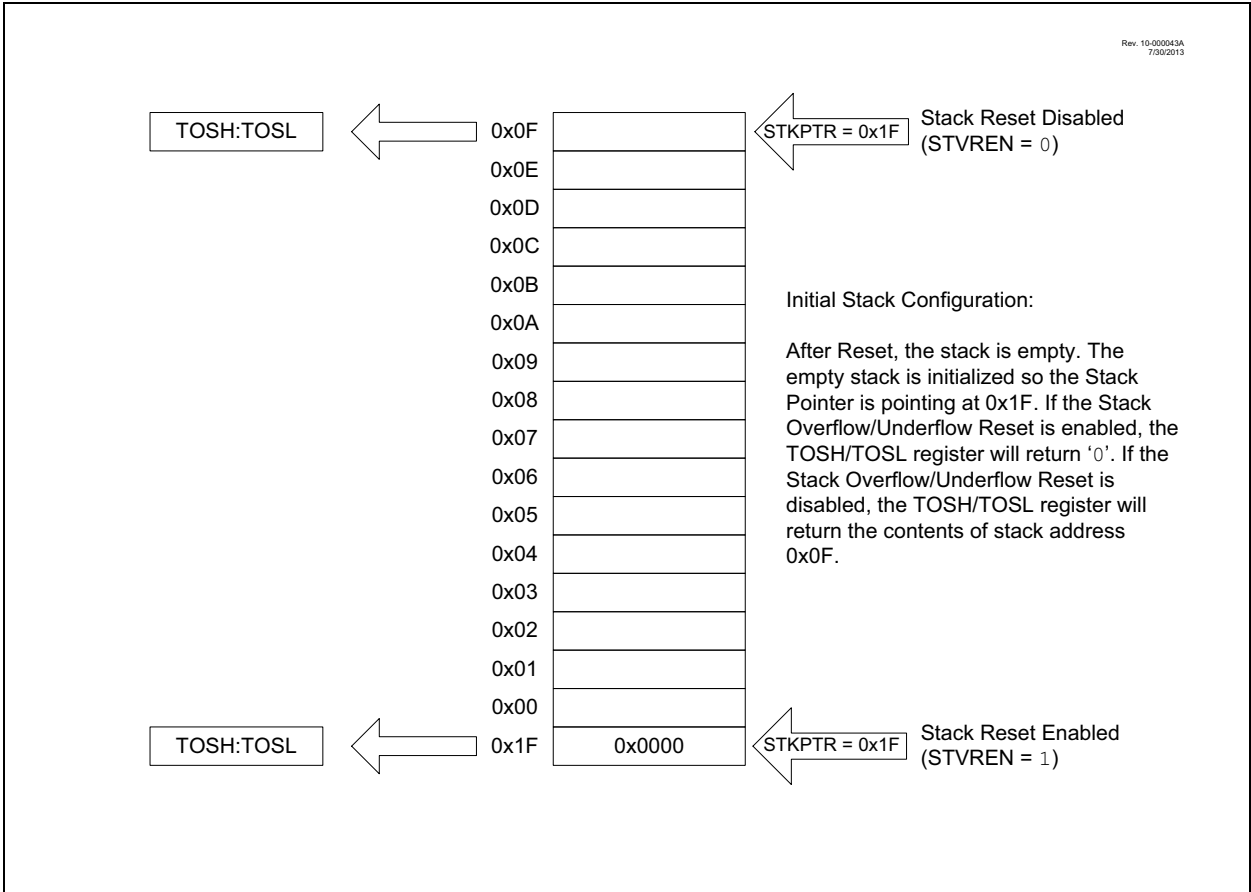 Rev. 10-000043A
7/30/2013
TOSH:TOSL
0x0F
STKPTR = 0x1F
Stack Reset Disabled
(STVREN = 0)
0x0E
0x0D
0x0C
0x0B
0x0A
0x09
0x08
0x07
0x06
0x05
0x04
0x03
0x02
0x01
0x00
Initial Stack Configuration:
After Reset, the stack is empty. The
empty stack is initialized so the Stack
Pointer is pointing at 0x1F. If the Stack
Overflow/Underflow Reset is enabled, the
TOSH/TOSL register will return ‘0’. If the
Stack Overflow/Underflow Reset is
disabled, the TOSH/TOSL register will
return the contents of stack address
0x0F.
TOSH:TOSL
0x1F
0x0000
STKPTR = 0x1F
Stack Reset Enabled
(STVREN = 1)